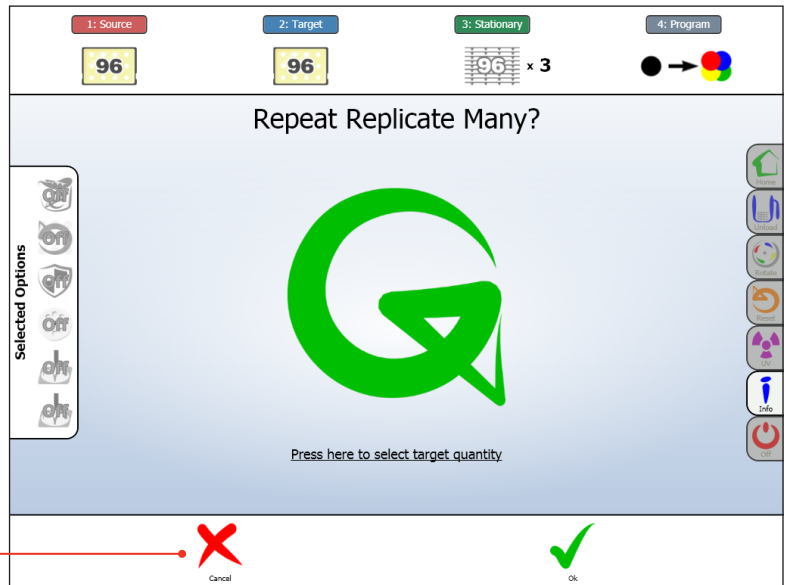 1: Source
2: Target
3: Stationary
4: Program
96
96
96 x 3
Repeat Replicate Many?
Selected Options
Off
Off
Off
Off
Off
Off
Home
Unload
Rotate
Reset
UV
Info
Off
Press here to select target quantity
Cancel
Ok